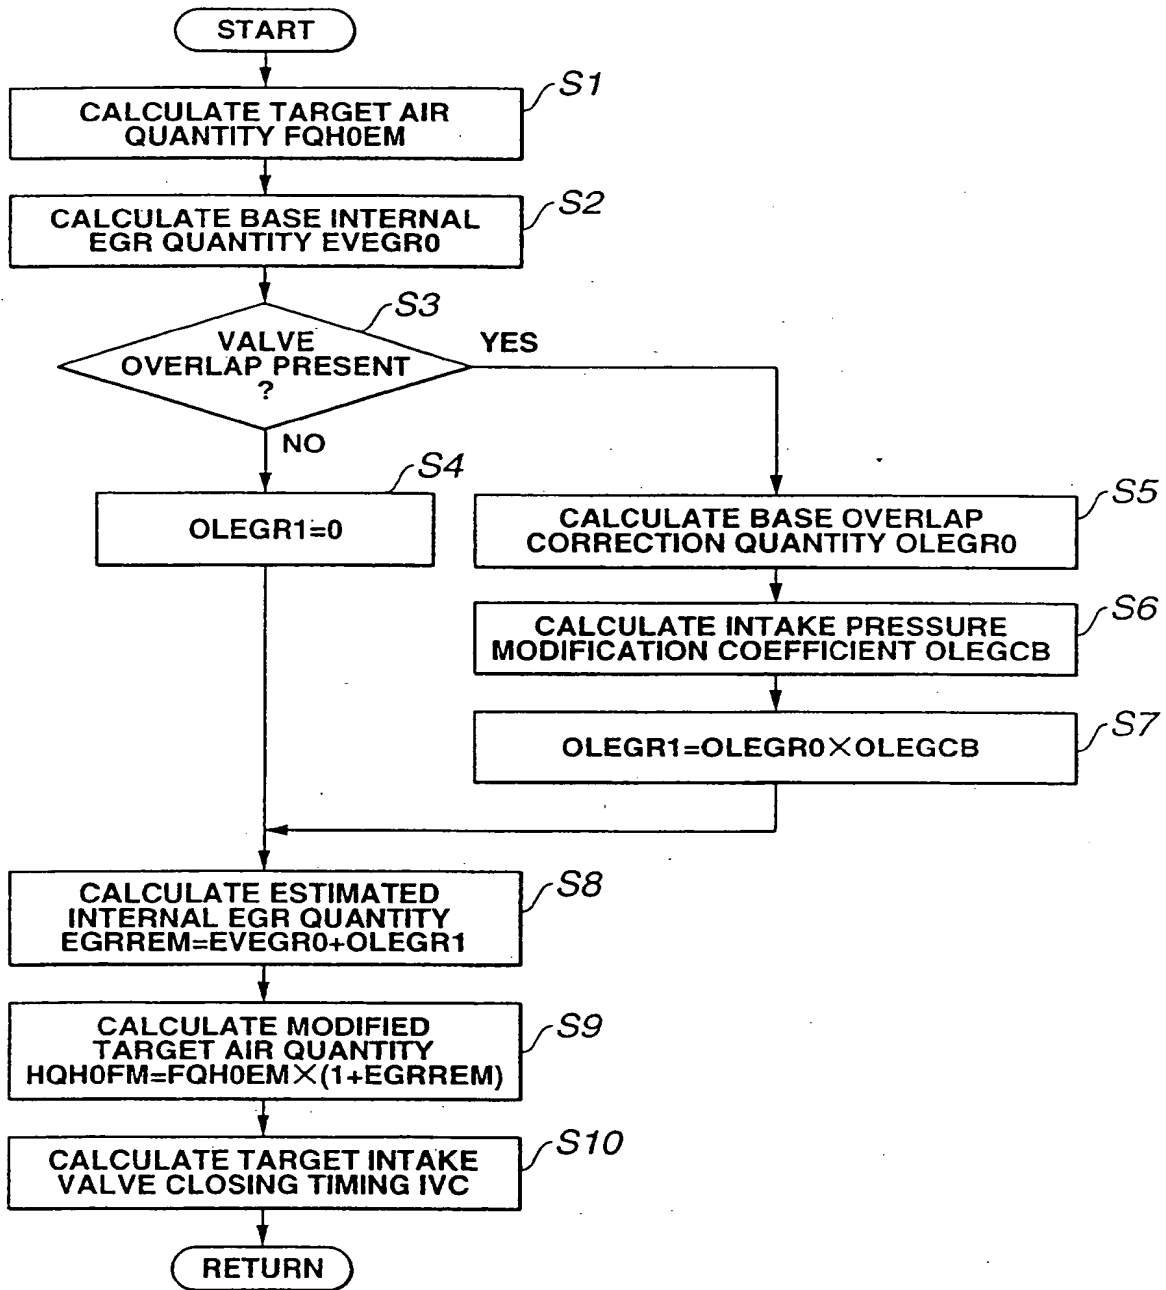 START
S1
CALCULATE TARGET AIR
QUANTITY FQH0EM
S2
CALCULATE BASE INTERNAL
EGR QUANTITY EVEGR0
S3
VALVE
OVERLAP PRESENT
?
YES
NO
S4
OLEGR1=0
S5
CALCULATE BASE OVERLAP
CORRECTION QUANTITY OLEGR0
S6
CALCULATE INTAKE PRESSURE
MODIFICATION COEFFICIENT OLEGCB
S7
OLEGR1=OLEGR0×OLEGCB
S8
CALCULATE ESTIMATED
INTERNAL EGR QUANTITY
EGRREM=EVEGR0+OLEGR1
S9
CALCULATE MODIFIED
TARGET AIR QUANTITY
HQH0FM=FQH0EM×(1+EGRREM)
S10
CALCULATE TARGET INTAKE
VALVE CLOSING TIMING IVC
RETURN